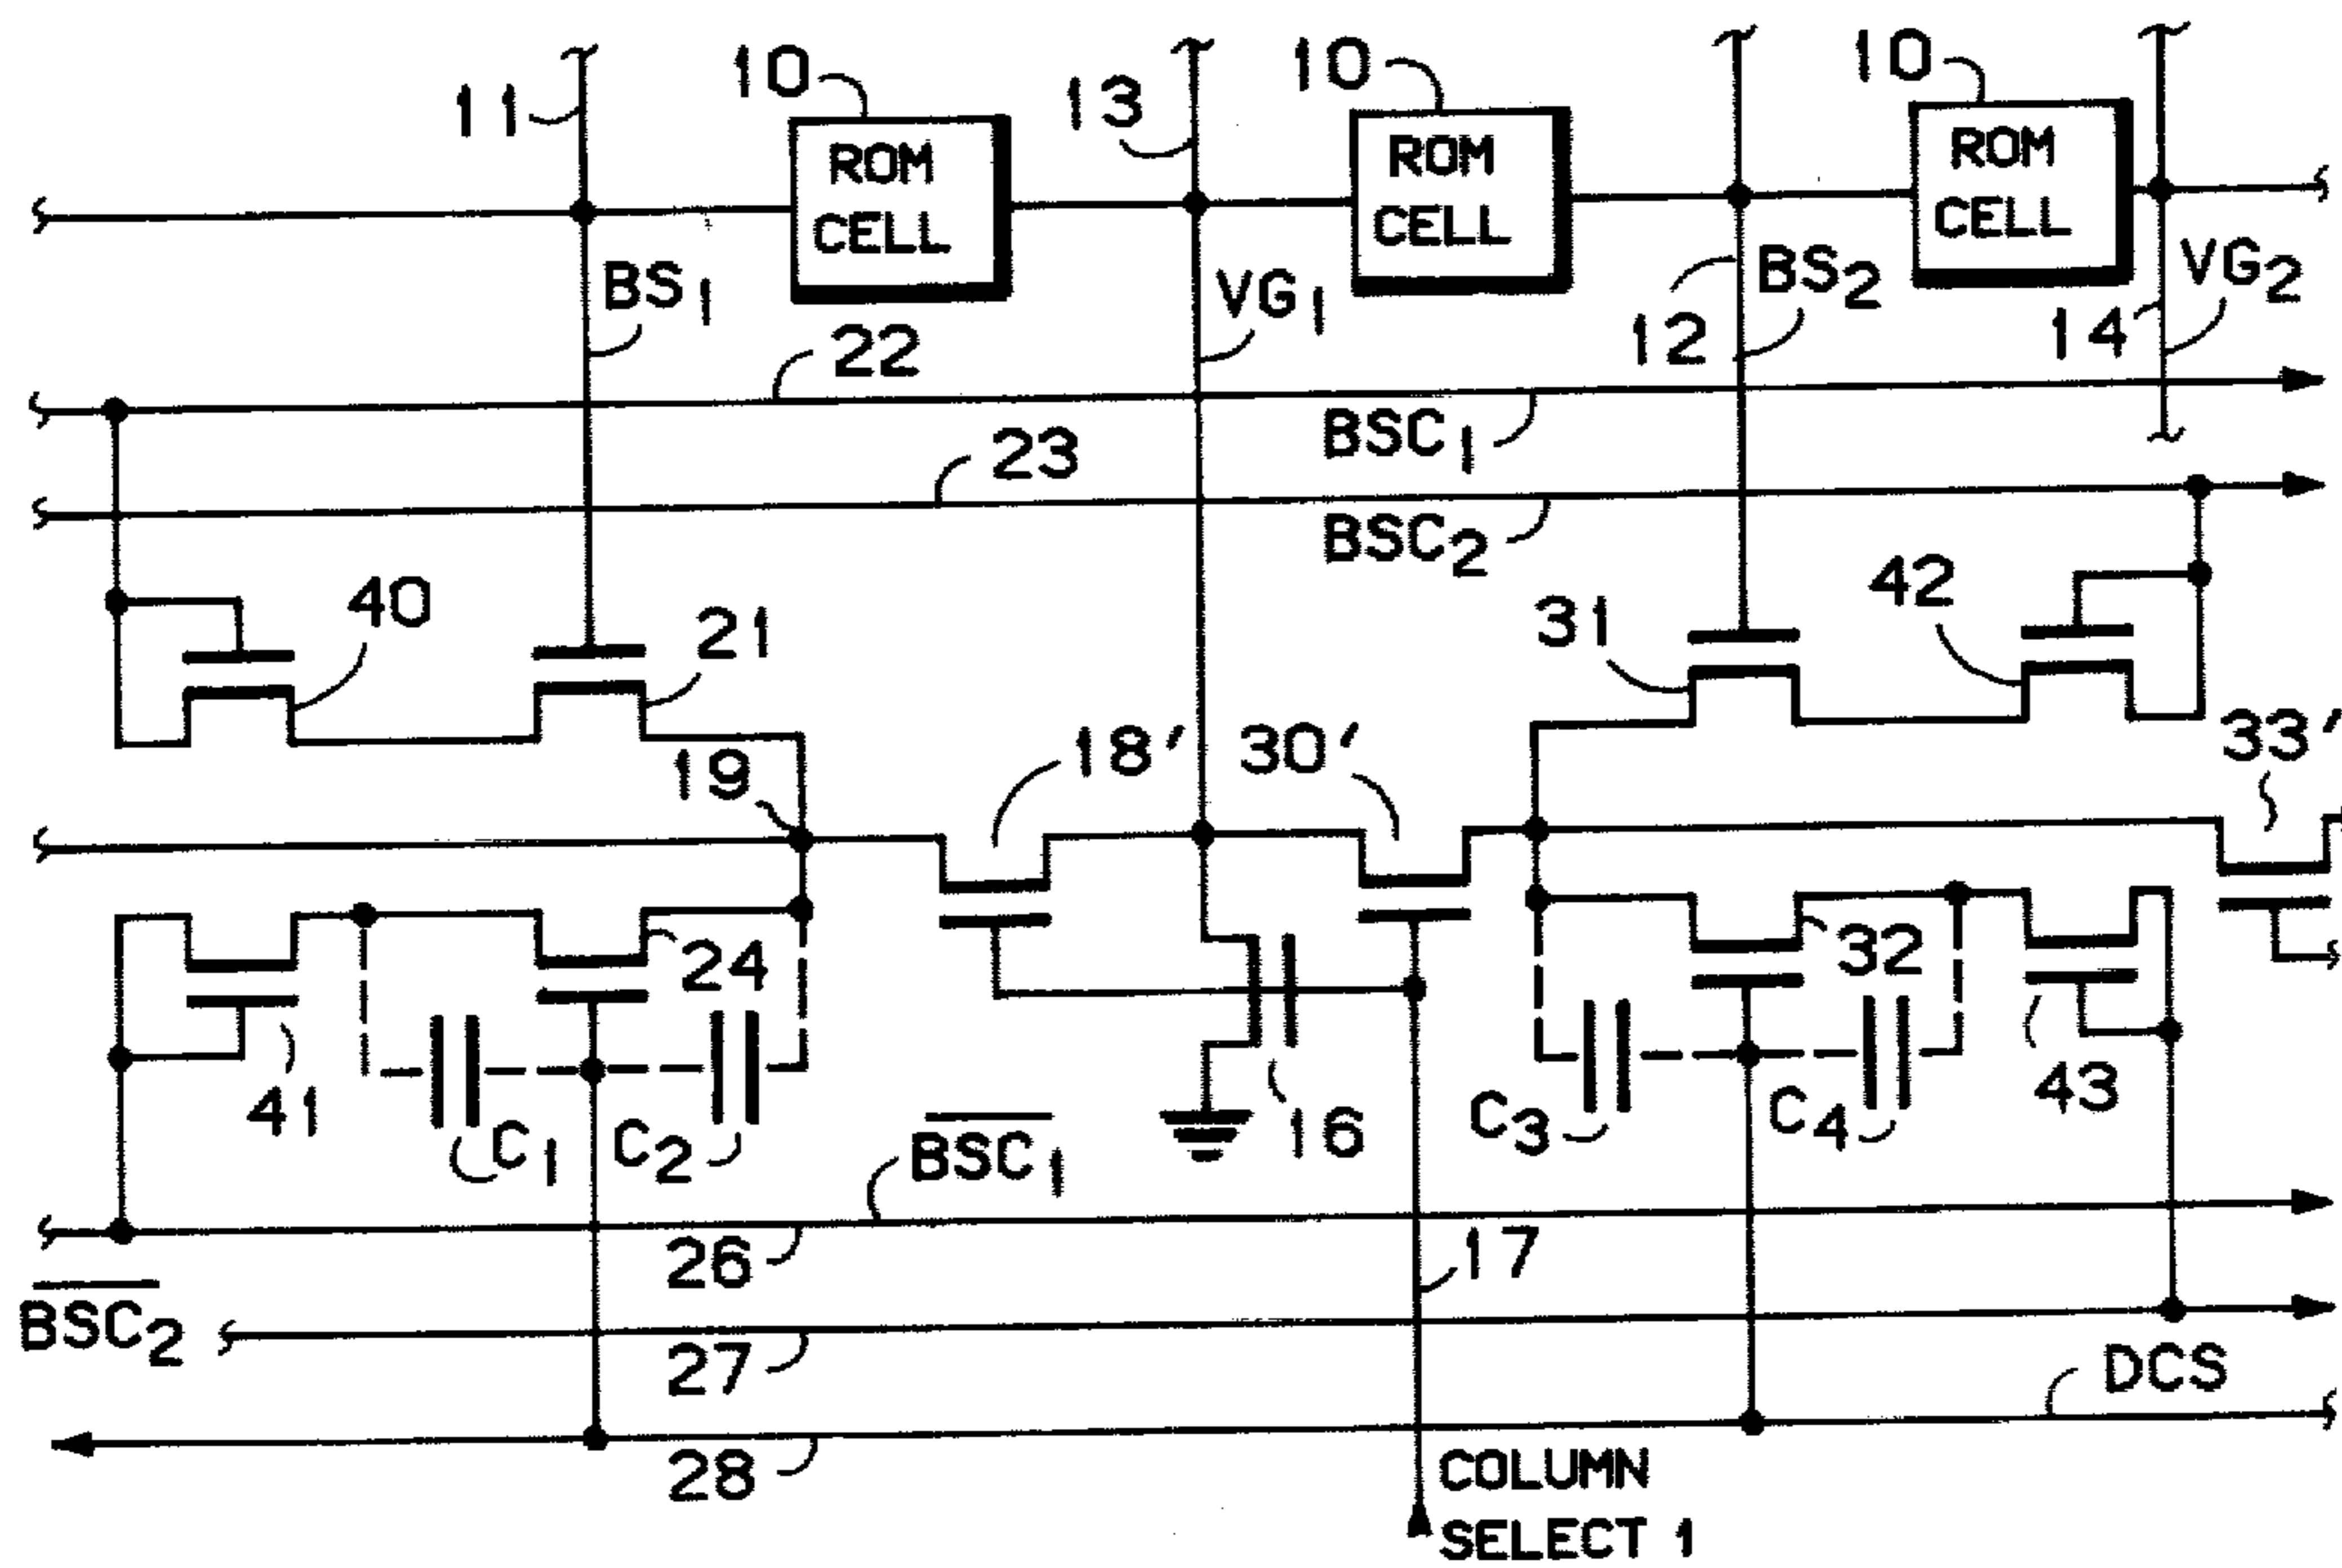 11
10
13
10
10
ROM
CELL
ROM
CELL
ROM
CELL
BS1
VG1
12
BS2
14
VG2
22
BSC1
23
BSC2
40
21
31
42
19
18'
30'
33'
24
32
41
C1
C2
16
C3
C4
43
B̅S̅C̅1
26
17
B̅S̅C̅2
27
DCS
28
COLUMN
SELECT 1